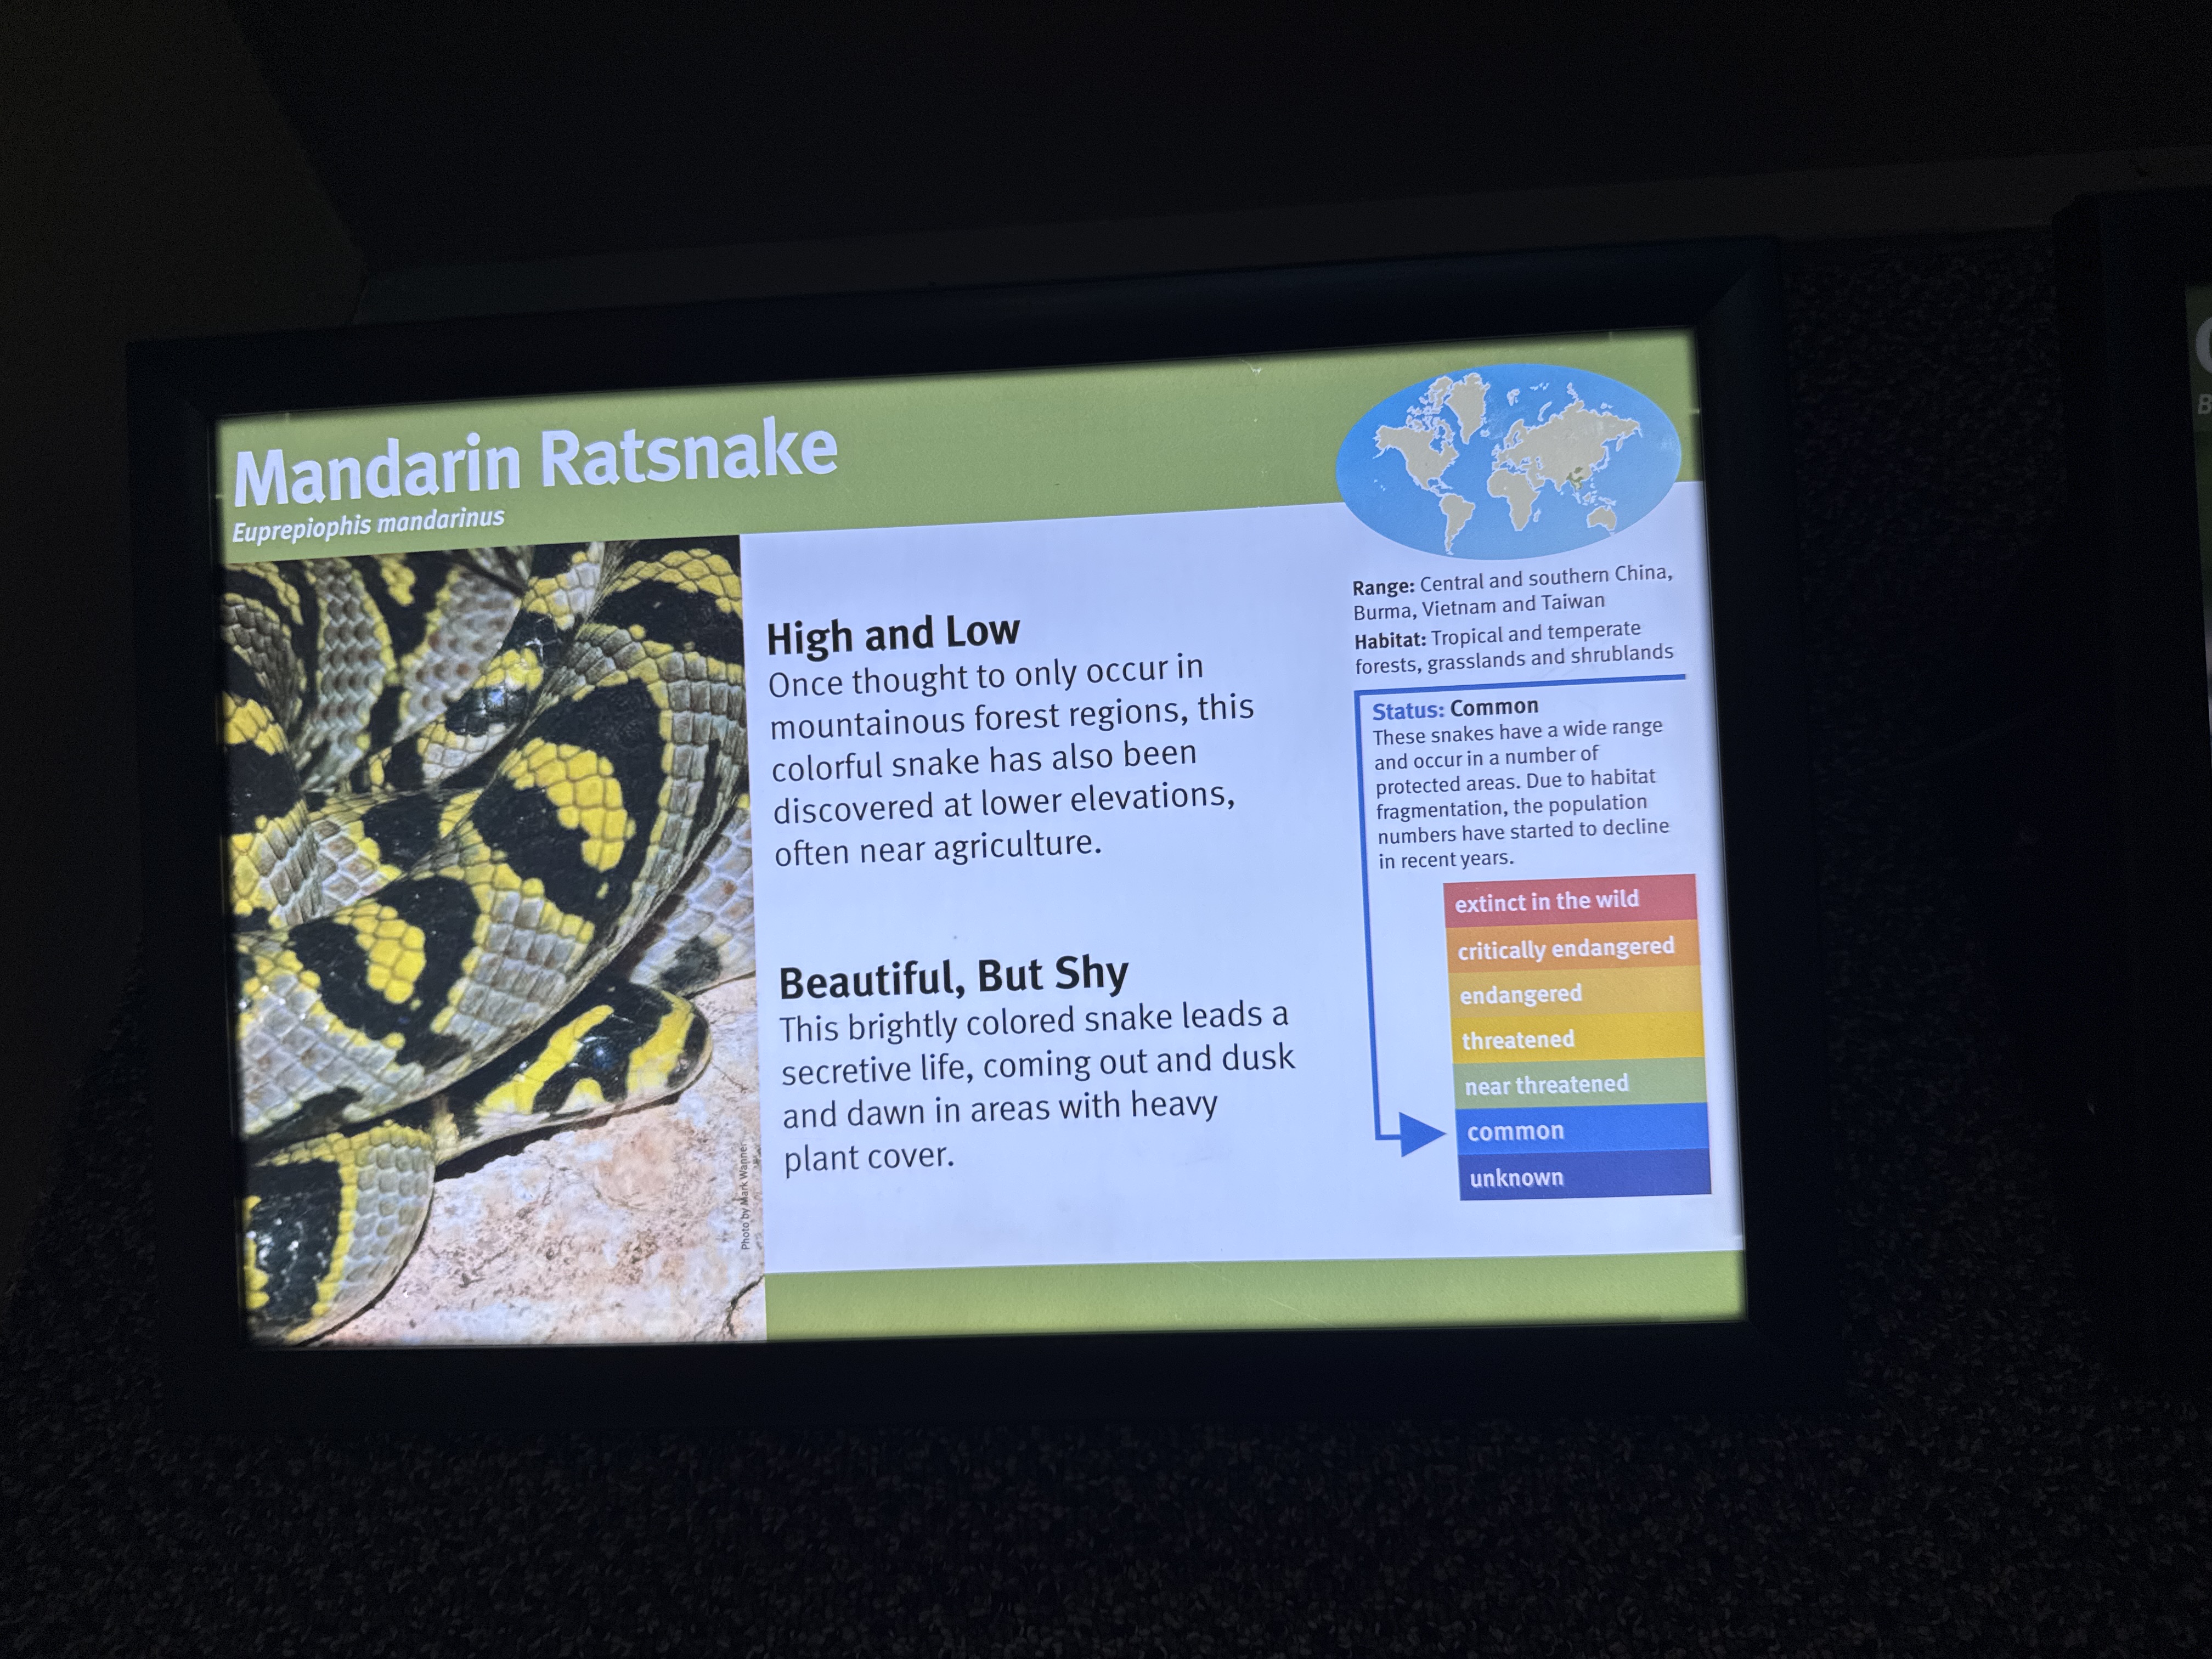 Mandarin Ratsnake
Euprepiophis mandarinus
High and Low
Once thought to only occur in
mountainous forest regions, this
colorful snake has also been
discovered at lower elevations,
often near agriculture.
Beautiful, But Shy
This brightly colored snake leads a
secretive life, coming out and dusk
and dawn in areas with heavy
plant cover.
Photo by Mark Wanner
Range: Central and southern China,
Burma, Vietnam and Taiwan
Habitat: Tropical and temperate
forests, grasslands and shrublands
Status: Common
These snakes have a wide range
and occur in a number of
protected areas. Due to habitat
fragmentation, the population
numbers have started to decline
in recent years.
extinct in the wild
critically endangered
endangered
threatened
near threatened
common
unknown